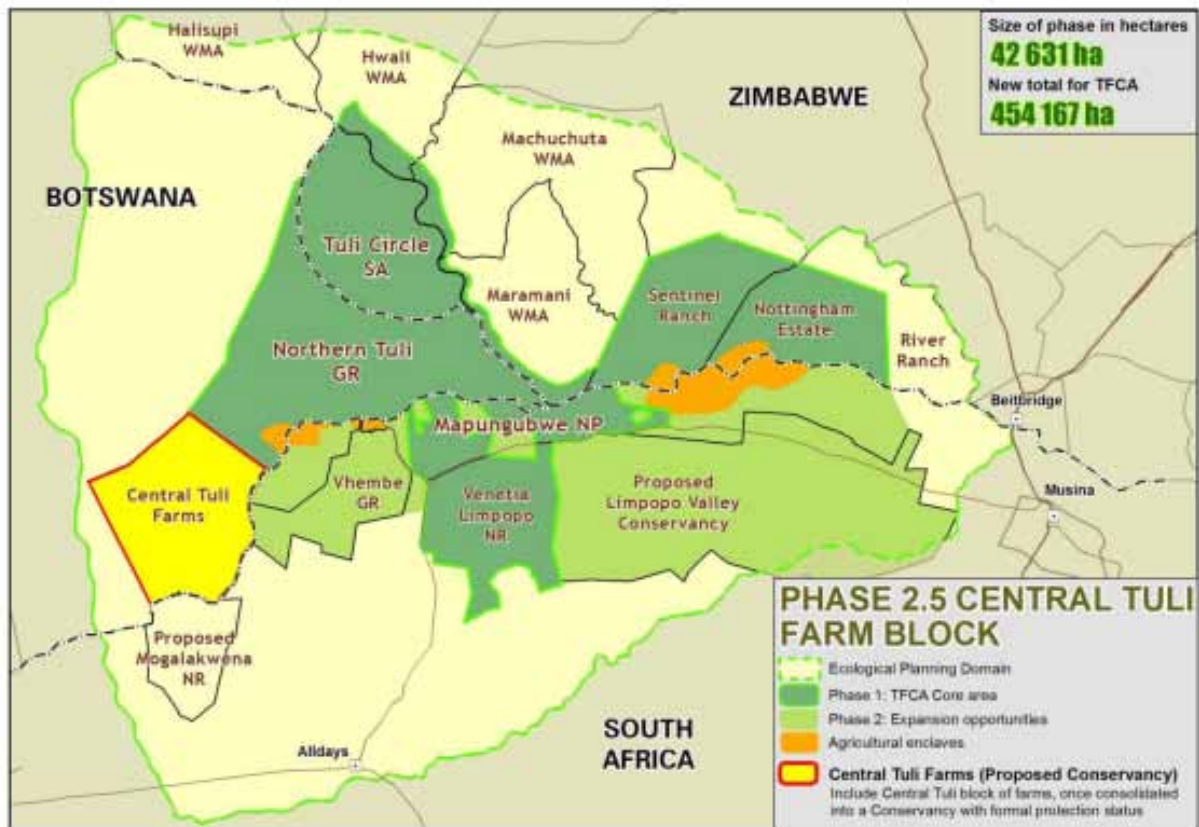 Size of phase in hectares
42 631 ha
New total for TFCA
454 167 ha
Halisupi
WMA
Hwali
WMA
ZIMBABWE
Machuchuta
WMA
BOTSWANA
Tuli Circle
SA
Maramani
WMA
Sentinel
Ranch
Nottingham
Estate
River
Ranch
Northern Tuli
GR
Beitbridge
Mapungubwe NP
Central Tuli
Farms
Vhembe
GR
Venetia
Limpopo
NR
Proposed
Limpopo Valley
Conservancy
Musina
Proposed
Mogalakwena
NR
Alldays
SOUTH
AFRICA
PHASE 2.5 CENTRAL TULI
FARM BLOCK
Ecological Planning Domain
Phase 1: TFCA Core area
Phase 2: Expansion opportunities
Agricultural enclaves
Central Tuli Farms (Proposed Conservancy)
Include Central Tuli block of farms, once consolidated
into a Conservancy with formal protection status